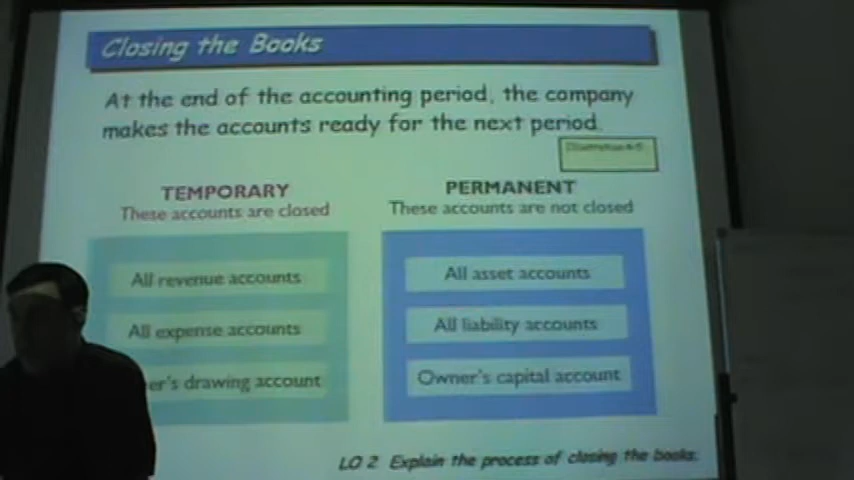 Closing the Books
At the end of the accounting period, the company
makes the accounts ready for the next period.
TEMPORARY
These accounts are closed
All revenue accounts
All expense accounts
er's drawing account
PERMANENT
These accounts are not closed
All asset accounts
All liability accounts
Owner's capital account
LO 2 Explain the process of closing the books.